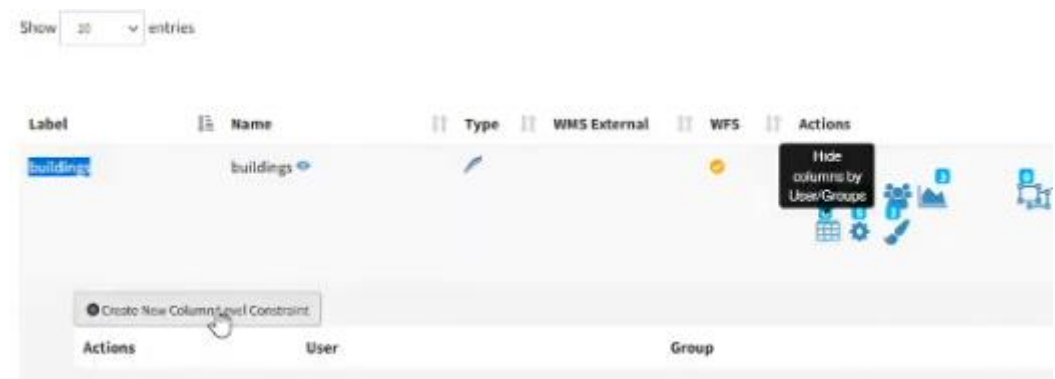 Show 10 entries
Label Name Type WMS External WFS Actions
buildings buildings
Hide
columns by
User/Groups
Create New Column Level Constraint
Actions User Group